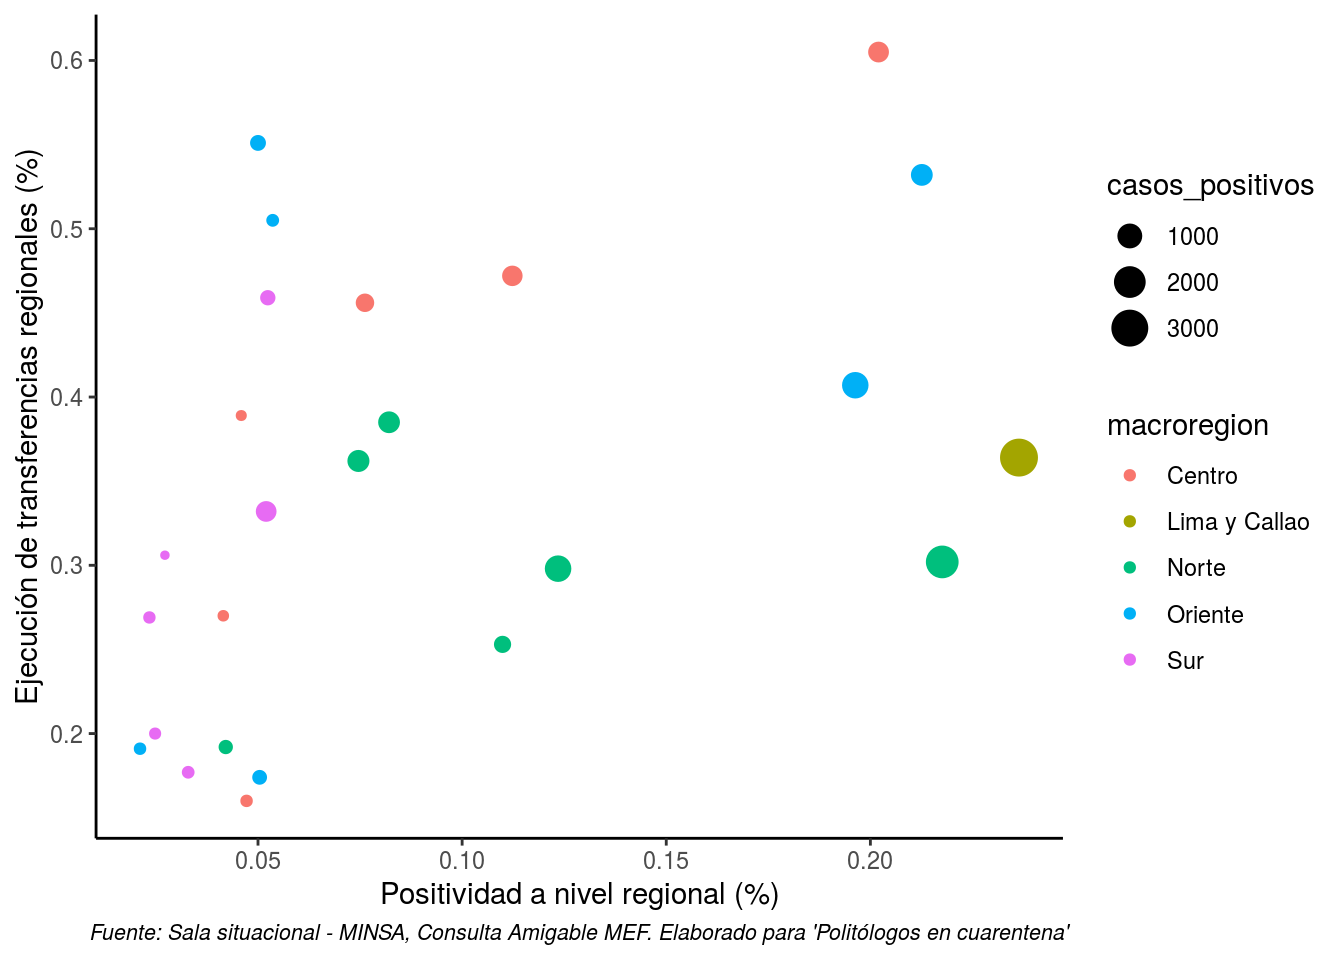 Ejecución de transferencias regionales (%)
0.6
0.5
0.4
0.3
0.2
0.05 0.10 0.15 0.20
Positividad a nivel regional (%)
Fuente: Sala situacional - MINSA, Consulta Amigable MEF. Elaborado para 'Politólogos en cuarentena'
casos_positivos
1000
2000
3000
macroregion
Centro
Lima y Callao
Norte
Oriente
Sur